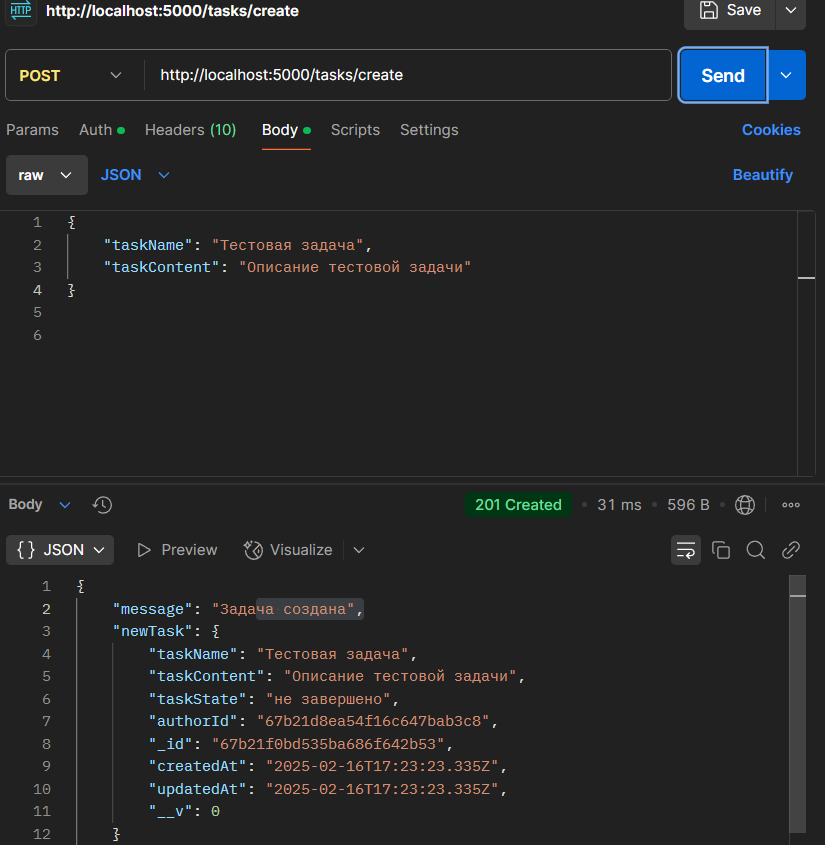 HTTP http://localhost:5000/tasks/create Save
POST http://localhost:5000/tasks/create Send
Params Auth Headers (10) Body Scripts Settings Cookies
raw JSON Beautify
1 {
2 "taskName": "Тестовая задача",
3 "taskContent": "Описание тестовой задачи"
4 }
5
6
Body 201 Created • 31 ms • 596 B
{} JSON Preview Visualize
1 {
2 "message": "Задача создана",
3 "newTask": {
4 "taskName": "Тестовая задача",
5 "taskContent": "Описание тестовой задачи",
6 "taskState": "не завершено",
7 "authorId": "67b21d8ea54f16c647bab3c8",
8 "_id": "67b21f0bd535ba686f642b53",
9 "createdAt": "2025-02-16T17:23:23.335Z",
10 "updatedAt": "2025-02-16T17:23:23.335Z",
11 "__v": 0
12 }